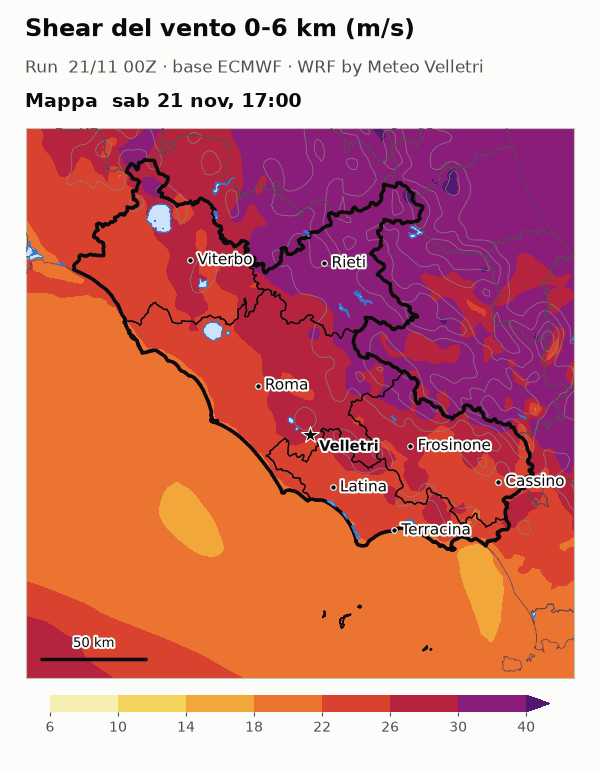 Shear del vento 0-6 km (m/s)
Run  21/11 00Z · base ECMWF · WRF by Meteo Velletri
Mappa  sab 21 nov, 17:00
Viterbo
Rieti
Roma
Velletri
Frosinone
Latina
Cassino
Terracina
50 km
6 10 14 18 22 26 30 40